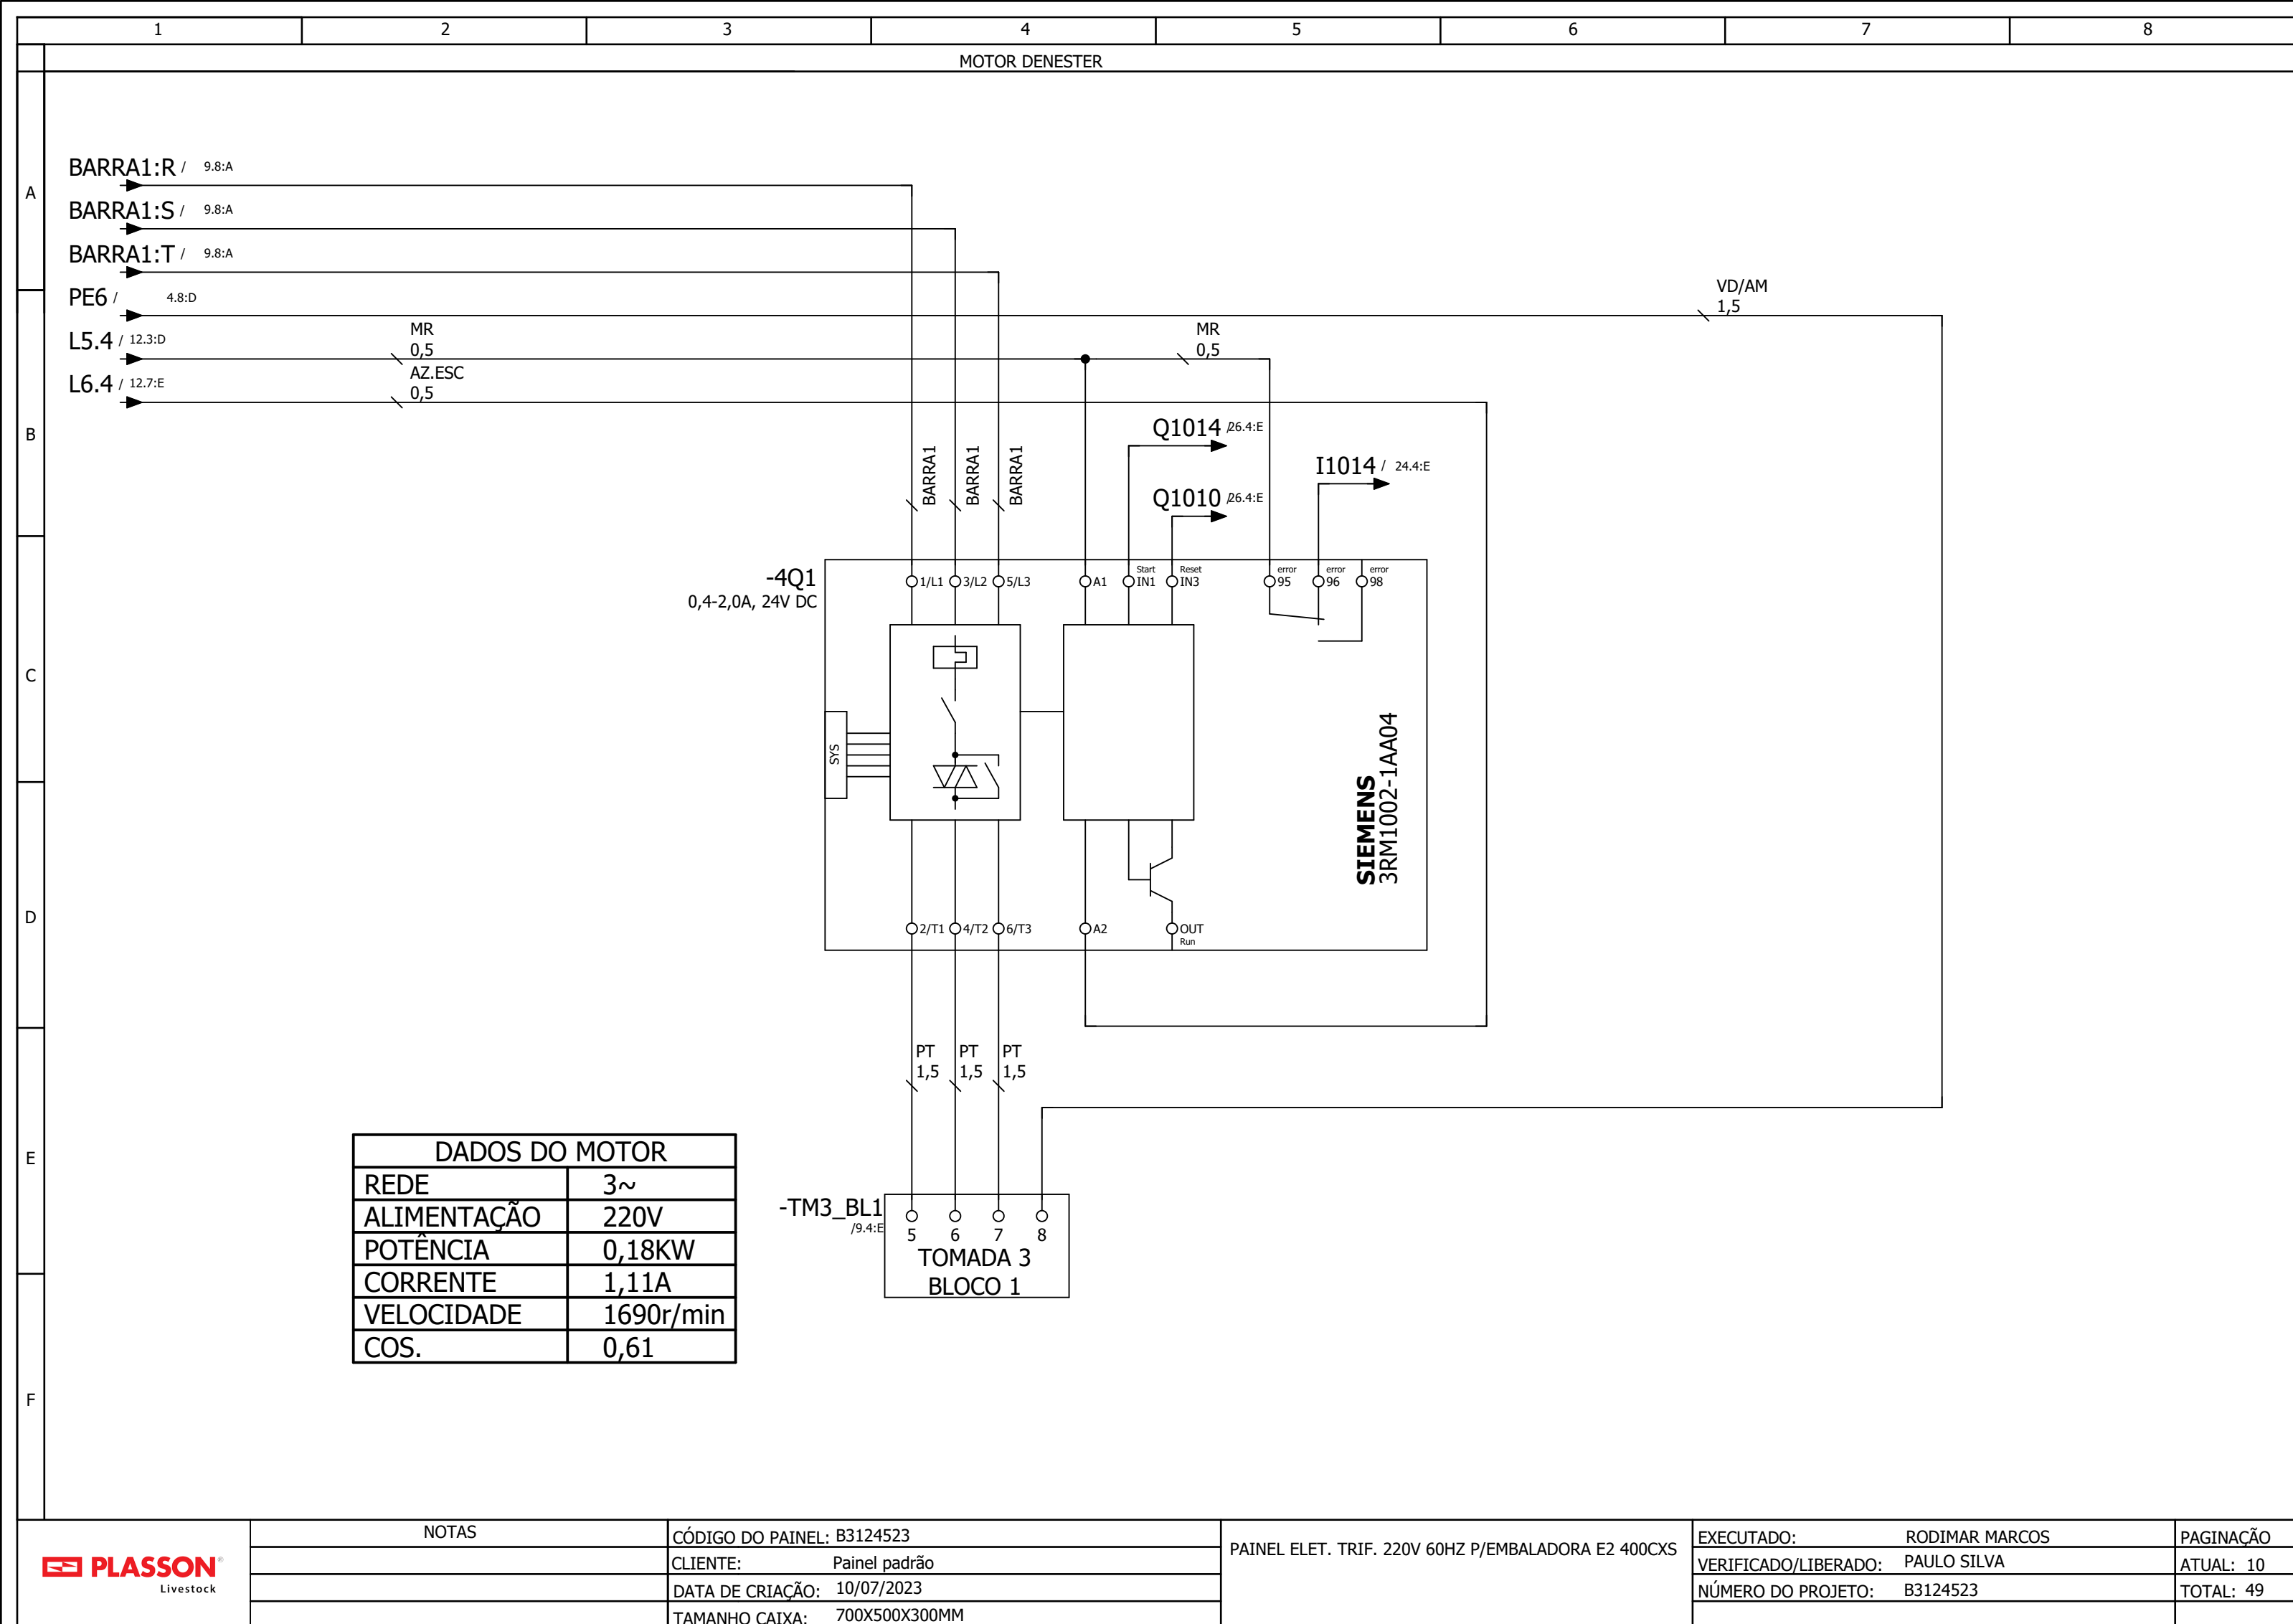 1 2 3 4 5 6 7 8
MOTOR DENESTER
A
BARRA1:R / 9.8:A
BARRA1:S / 9.8:A
BARRA1:T / 9.8:A
PE6 / 4.8:D
VD/AM
1,5
L5.4 / 12.3:D
MR
0,5
MR
0,5
L6.4 / 12.7:E
AZ.ESC
0,5
B
Q1014 /26.4:E
I1014 / 24.4:E
Q1010 /26.4:E
BARRA1
BARRA1
BARRA1
C
-4Q1
0,4-2,0A, 24V DC
1/L1 3/L2 5/L3 A1
Start
IN1
Reset
IN3
error
95
error
96
error
98
SYS
SIEMENS
3RM1002-1AA04
D
2/T1 4/T2 6/T3 A2 OUT
Run
PT
1,5
PT
1,5
PT
1,5
E
DADOS DO MOTOR
REDE 3~
ALIMENTAÇÃO 220V
POTÊNCIA 0,18KW
CORRENTE 1,11A
VELOCIDADE 1690r/min
COS. 0,61
-TM3_BL1
/9.4:E
5 6 7 8
TOMADA 3
BLOCO 1
F
PLASSON®
Livestock
NOTAS
CÓDIGO DO PAINEL: B3124523
CLIENTE: Painel padrão
DATA DE CRIAÇÃO: 10/07/2023
TAMANHO CAIXA: 700X500X300MM
PAINEL ELET. TRIF. 220V 60HZ P/EMBALADORA E2 400CXS
EXECUTADO: RODIMAR MARCOS
VERIFICADO/LIBERADO: PAULO SILVA
NÚMERO DO PROJETO: B3124523
PAGINAÇÃO
ATUAL: 10
TOTAL: 49